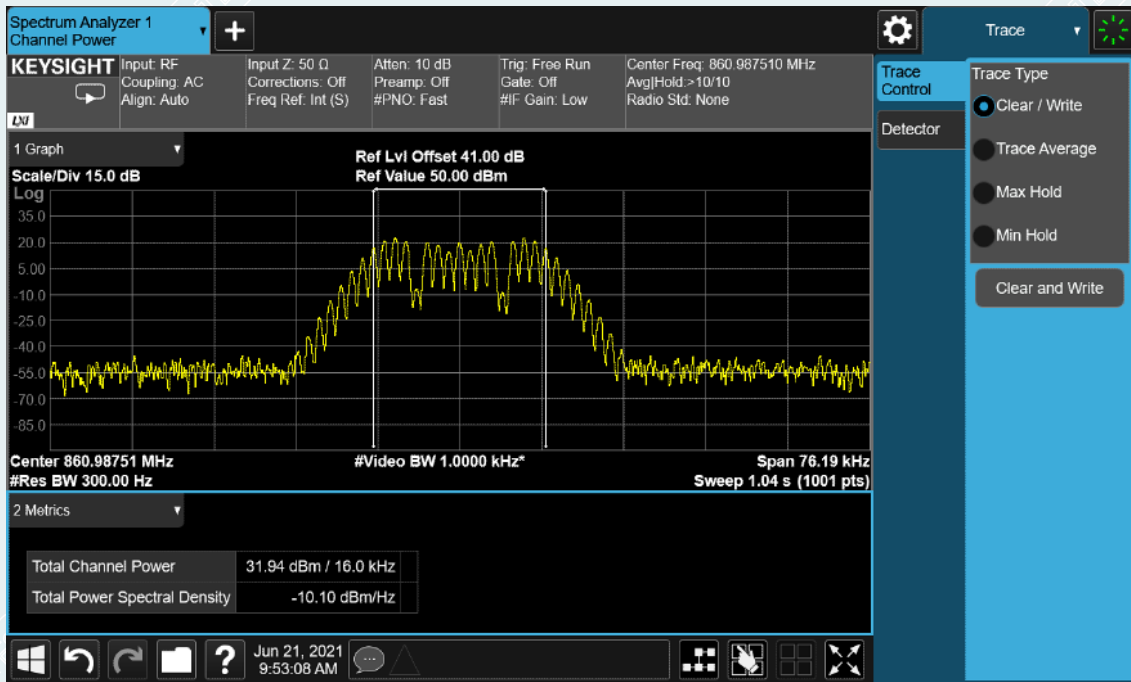 Spectrum Analyzer 1
Channel Power
Trace
KEYSIGHT
LXI
Input: RF
Coupling: AC
Align: Auto
Input Z: 50 Ω
Corrections: Off
Freq Ref: Int (S)
Atten: 10 dB
Preamp: Off
#PNO: Fast
Trig: Free Run
Gate: Off
#IF Gain: Low
Center Freq: 860.987510 MHz
Avg|Hold:>10/10
Radio Std: None
Trace Control
Detector
Trace Type
Clear / Write
Trace Average
Max Hold
Min Hold
Clear and Write
1 Graph
Scale/Div 15.0 dB
Ref Lvl Offset 41.00 dB
Ref Value 50.00 dBm
Log
35.0
20.0
5.00
-10.0
-25.0
-40.0
-55.0
-70.0
-85.0
Center 860.98751 MHz
#Res BW 300.00 Hz
#Video BW 1.0000 kHz*
Span 76.19 kHz
Sweep 1.04 s (1001 pts)
2 Metrics
Total Channel Power 31.94 dBm / 16.0 kHz
Total Power Spectral Density -10.10 dBm/Hz
?
Jun 21, 2021
9:53:08 AM